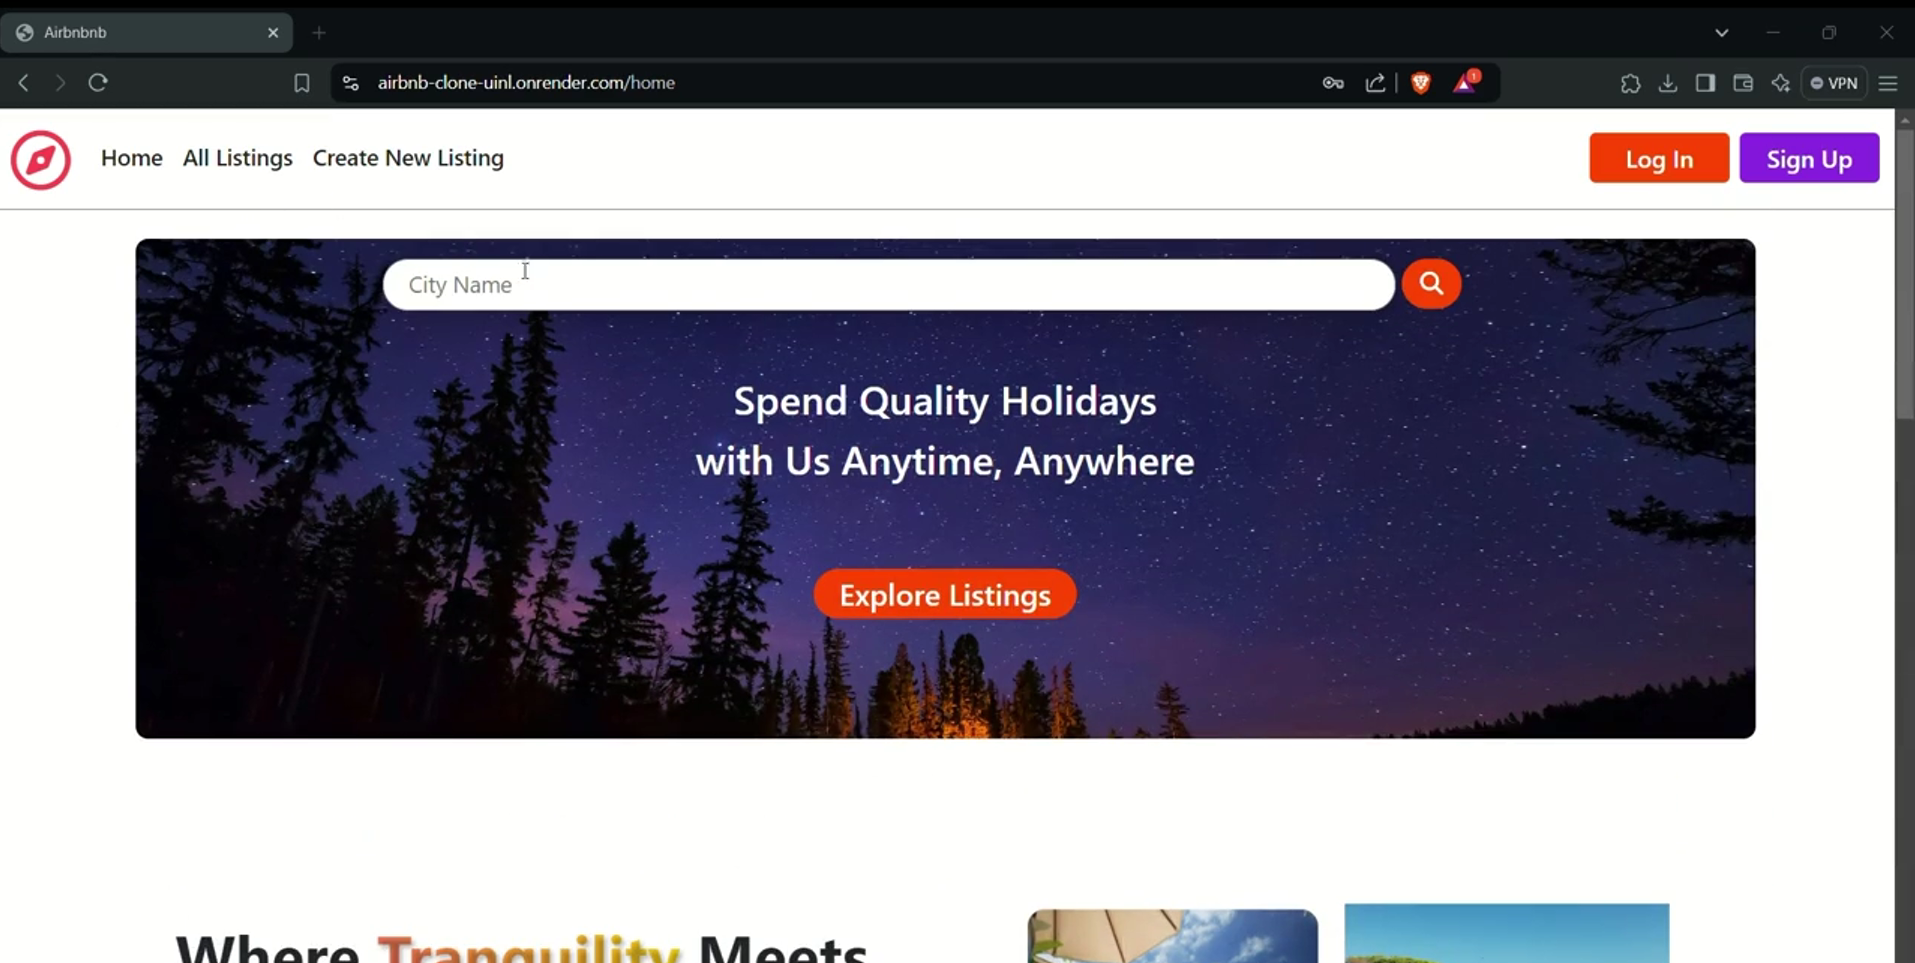 Airbnbnb
airbnb-clone-uinl.onrender.com/home
1
VPN
Home All Listings Create New Listing
Log In Sign Up
City Name
Spend Quality Holidays
with Us Anytime, Anywhere
Explore Listings
Where Tranquility Meets